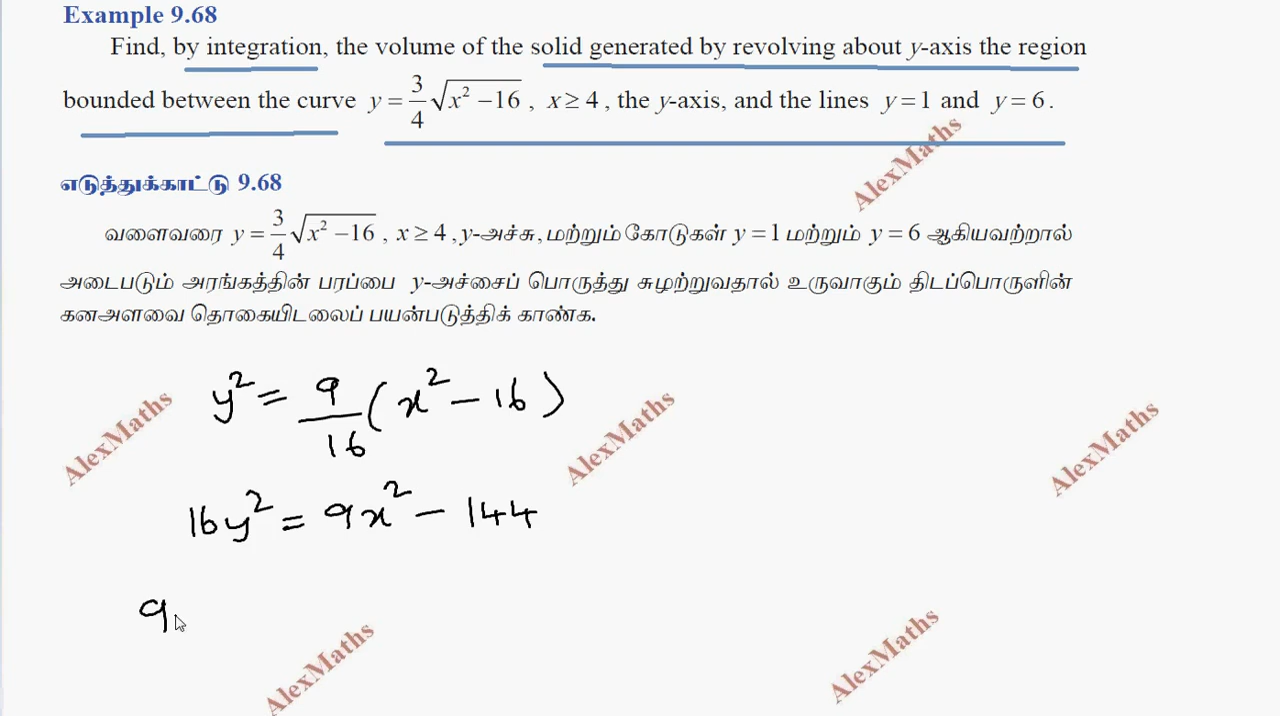 Example 9.68
Find, by integration, the volume of the solid generated by revolving about y-axis the region
bounded between the curve y = 3/4 √(x² − 16) , x ≥ 4 , the y-axis, and the lines y = 1 and y = 6 .
AlexMaths
எடுத்துக்காட்டு 9.68
வளைவரை y = 3/4 √(x² − 16) , x ≥ 4 , y-அச்சு, மற்றும் கோடுகள் y = 1 மற்றும் y = 6 ஆகியவற்றால்
அடைபடும் அரங்கத்தின் பரப்பை y-அச்சைப் பொருத்து சுழற்றுவதால் உருவாகும் திடப்பொருளின்
கனஅளவை தொகையிடலைப் பயன்படுத்திக் காண்க.
y² = 9/16 (x² − 16)
AlexMaths
AlexMaths
AlexMaths
16y² = 9x² − 144
9
AlexMaths
AlexMaths